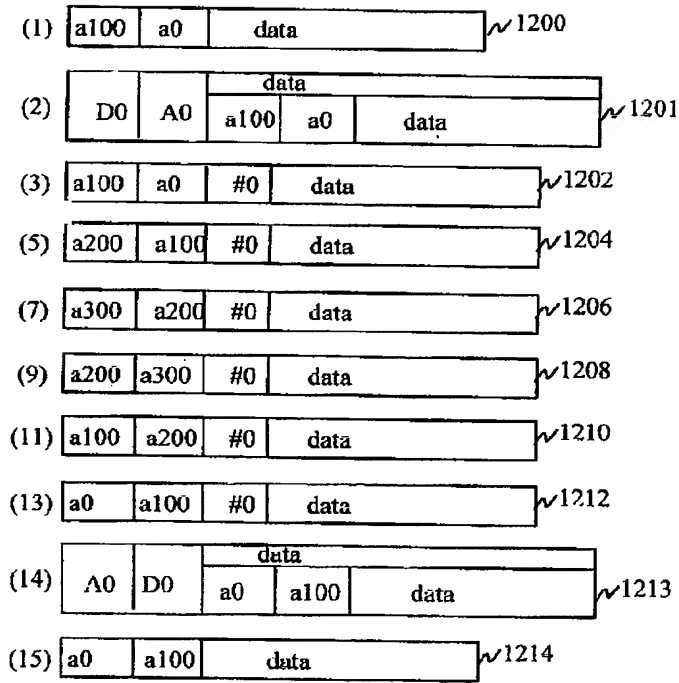 (1) a100 a0 data 1200
data
(2) D0 A0 a100 a0 data 1201
(3) a100 a0 #0 data 1202
(5) a200 a100 #0 data 1204
(7) a300 a200 #0 data 1206
(9) a200 a300 #0 data 1208
(11) a100 a200 #0 data 1210
(13) a0 a100 #0 data 1212
data
(14) A0 D0 a0 a100 data 1213
(15) a0 a100 data 1214